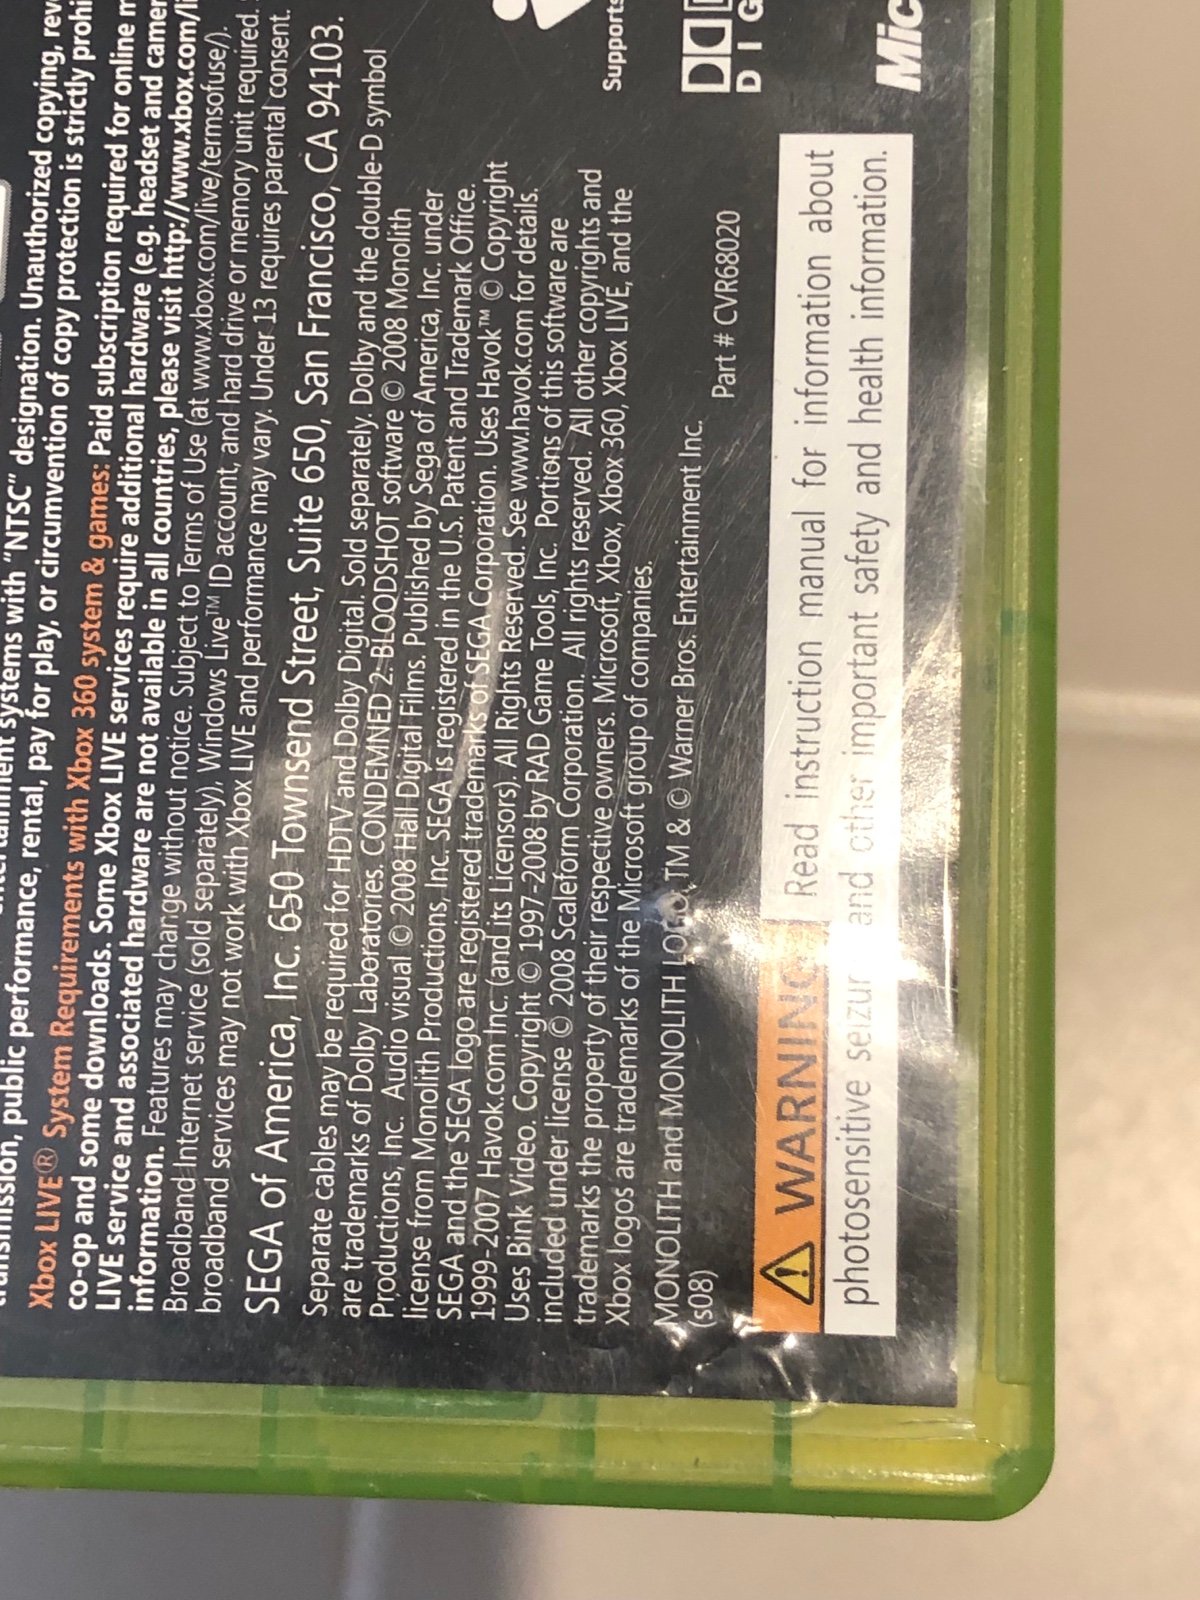 public performance, rental, pay for play, or circumvention of copy protection is strictly
systems with "NTSC" designation. Unauthorized copying,
Xbox LIVE® System Requirements with Xbox 360 system & games: Paid subscription required for online
co-op and some downloads. Some Xbox LIVE services require additional hardware (e.g. headset and
LIVE service and associated hardware are not available in all countries, please visit http://www.xbox.com/
information. Features may change without notice. Subject to Terms of Use (at www.xbox.com/live/termsofuse/).
Broadband Internet service (sold separately), Windows Live™ ID account, and hard drive or memory unit required.
broadband services may not work with Xbox LIVE and performance may vary. Under 13 requires parental consent.
SEGA of America, Inc. 650 Townsend Street, Suite 650, San Francisco, CA 94103.
Separate cables may be required for HDTV and Dolby Digital. Sold separately. Dolby and the double-D symbol
are trademarks of Dolby Laboratories. CONDEMNED 2: BLOODSHOT software © 2008 Monolith
Productions, Inc. Audio visual © 2008 Hall Digital Films. Published by Sega of America, Inc. under
license from Monolith Productions, Inc. SEGA is registered in the U.S. Patent and Trademark Office.
SEGA and the SEGA logo are registered trademarks of SEGA Corporation. Uses Havok™ © Copyright
1999-2007 Havok.com Inc. (and its Licensors) All Rights Reserved. See www.havok.com for details.
Uses Bink Video. Copyright © 1997-2008 by RAD Game Tools, Inc. Portions of this software are
included under license © 2008 Scaleform Corporation. All rights reserved. All other copyrights and
trademarks the property of their respective owners. Microsoft, Xbox, Xbox 360, Xbox LIVE, and the
Xbox logos are trademarks of the Microsoft group of companies.
MONOLITH and MONOLITH LOGO: TM & © Warner Bros. Entertainment Inc.
(s08)
Part # CVR68020
WARNING Read instruction manual for information about
photosensitive and other important safety and health information.
Supports